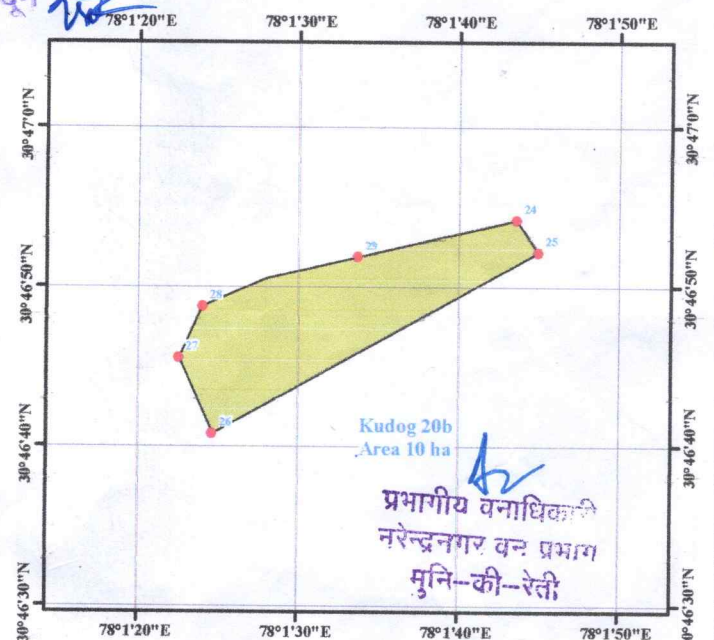 78°1'20"E 78°1'30"E 78°1'40"E 78°1'50"E
30°47'0"N 30°47'0"N
24
25
29
30°46'50"N 30°46'50"N
28
27
26
Kudog 20b
Area 10 ha
30°46'40"N 30°46'40"N
प्रभागीय वनाधिकारी
नरेन्द्रनगर वन प्रभाग
मुनि-की-रेती
30°46'30"N 30°46'30"N
78°1'20"E 78°1'30"E 78°1'40"E 78°1'50"E